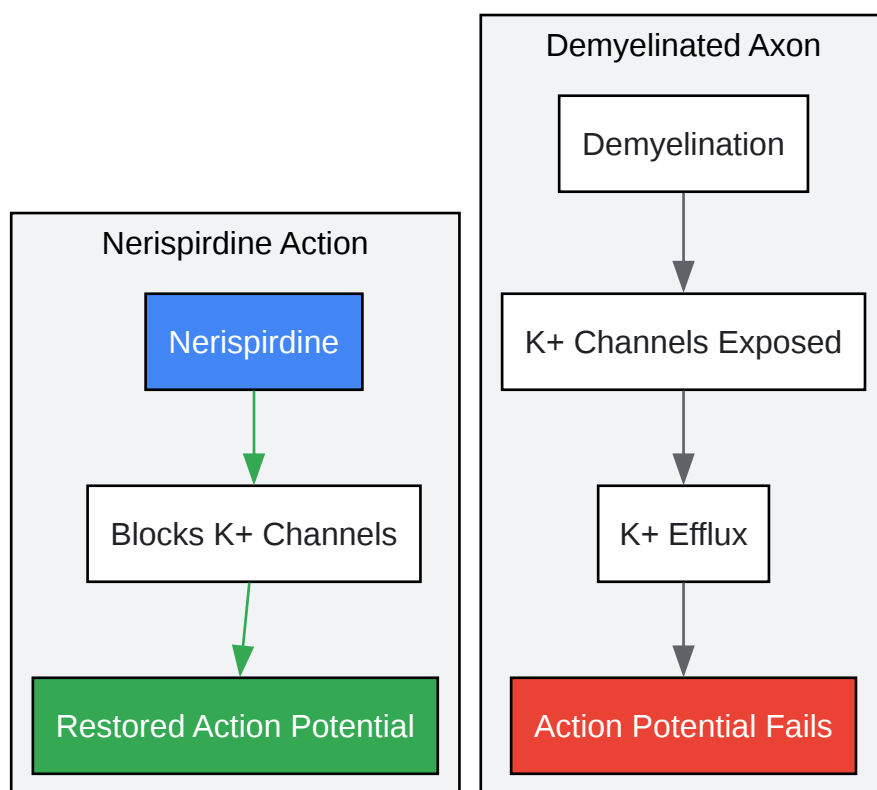 Nerispirdine Action
Nerispirdine
Blocks K+ Channels
Restored Action Potential
Demyelinated Axon
Demyelination
K+ Channels Exposed
K+ Efflux
Action Potential Fails